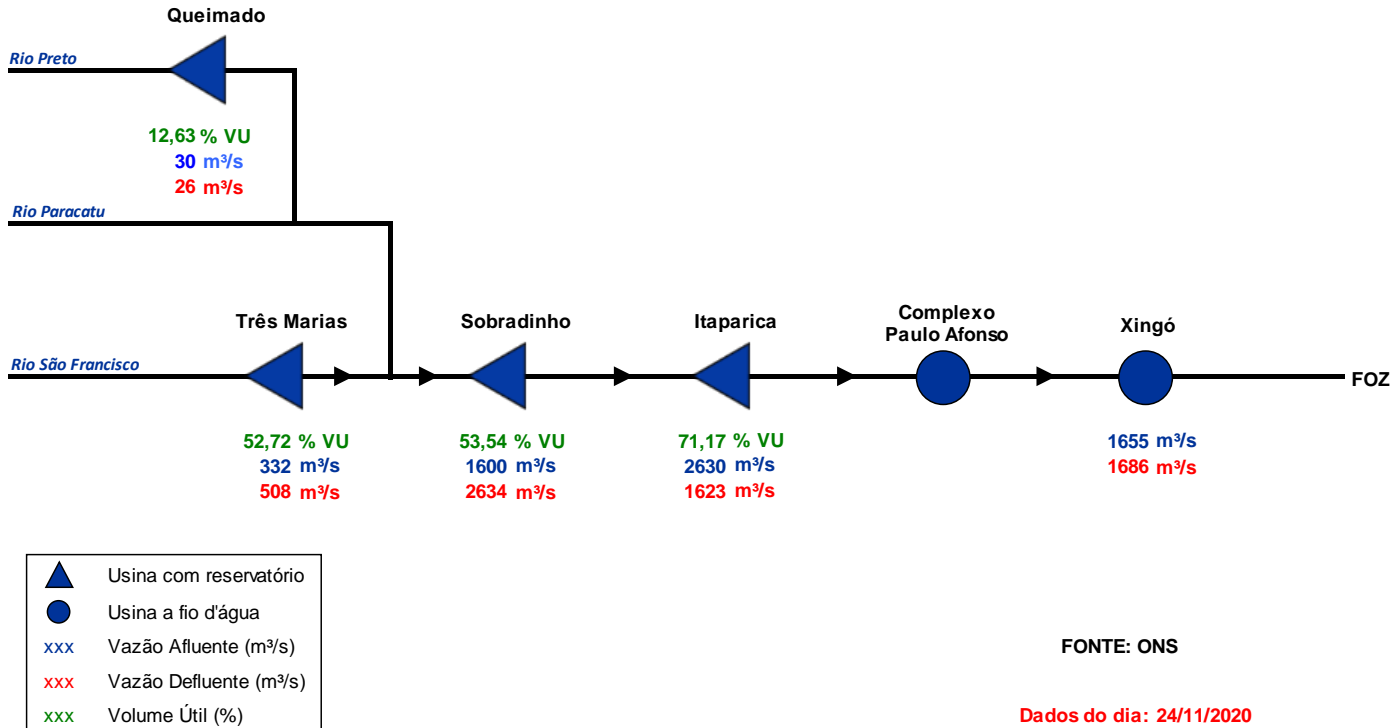 Queimado
Rio Preto
12,63 % VU
30 m³/s
26 m³/s
Rio Paracatu
Três Marias
Sobradinho
Itaparica
Complexo
Paulo Afonso
Xingó
Rio São Francisco
FOZ
52,72 % VU
332 m³/s
508 m³/s
53,54 % VU
1600 m³/s
2634 m³/s
71,17 % VU
2630 m³/s
1623 m³/s
1655 m³/s
1686 m³/s
Usina com reservatório
Usina a fio d'água
xxx Vazão Afluente (m³/s)
xxx Vazão Defluente (m³/s)
xxx Volume Útil (%)
FONTE: ONS
Dados do dia: 24/11/2020